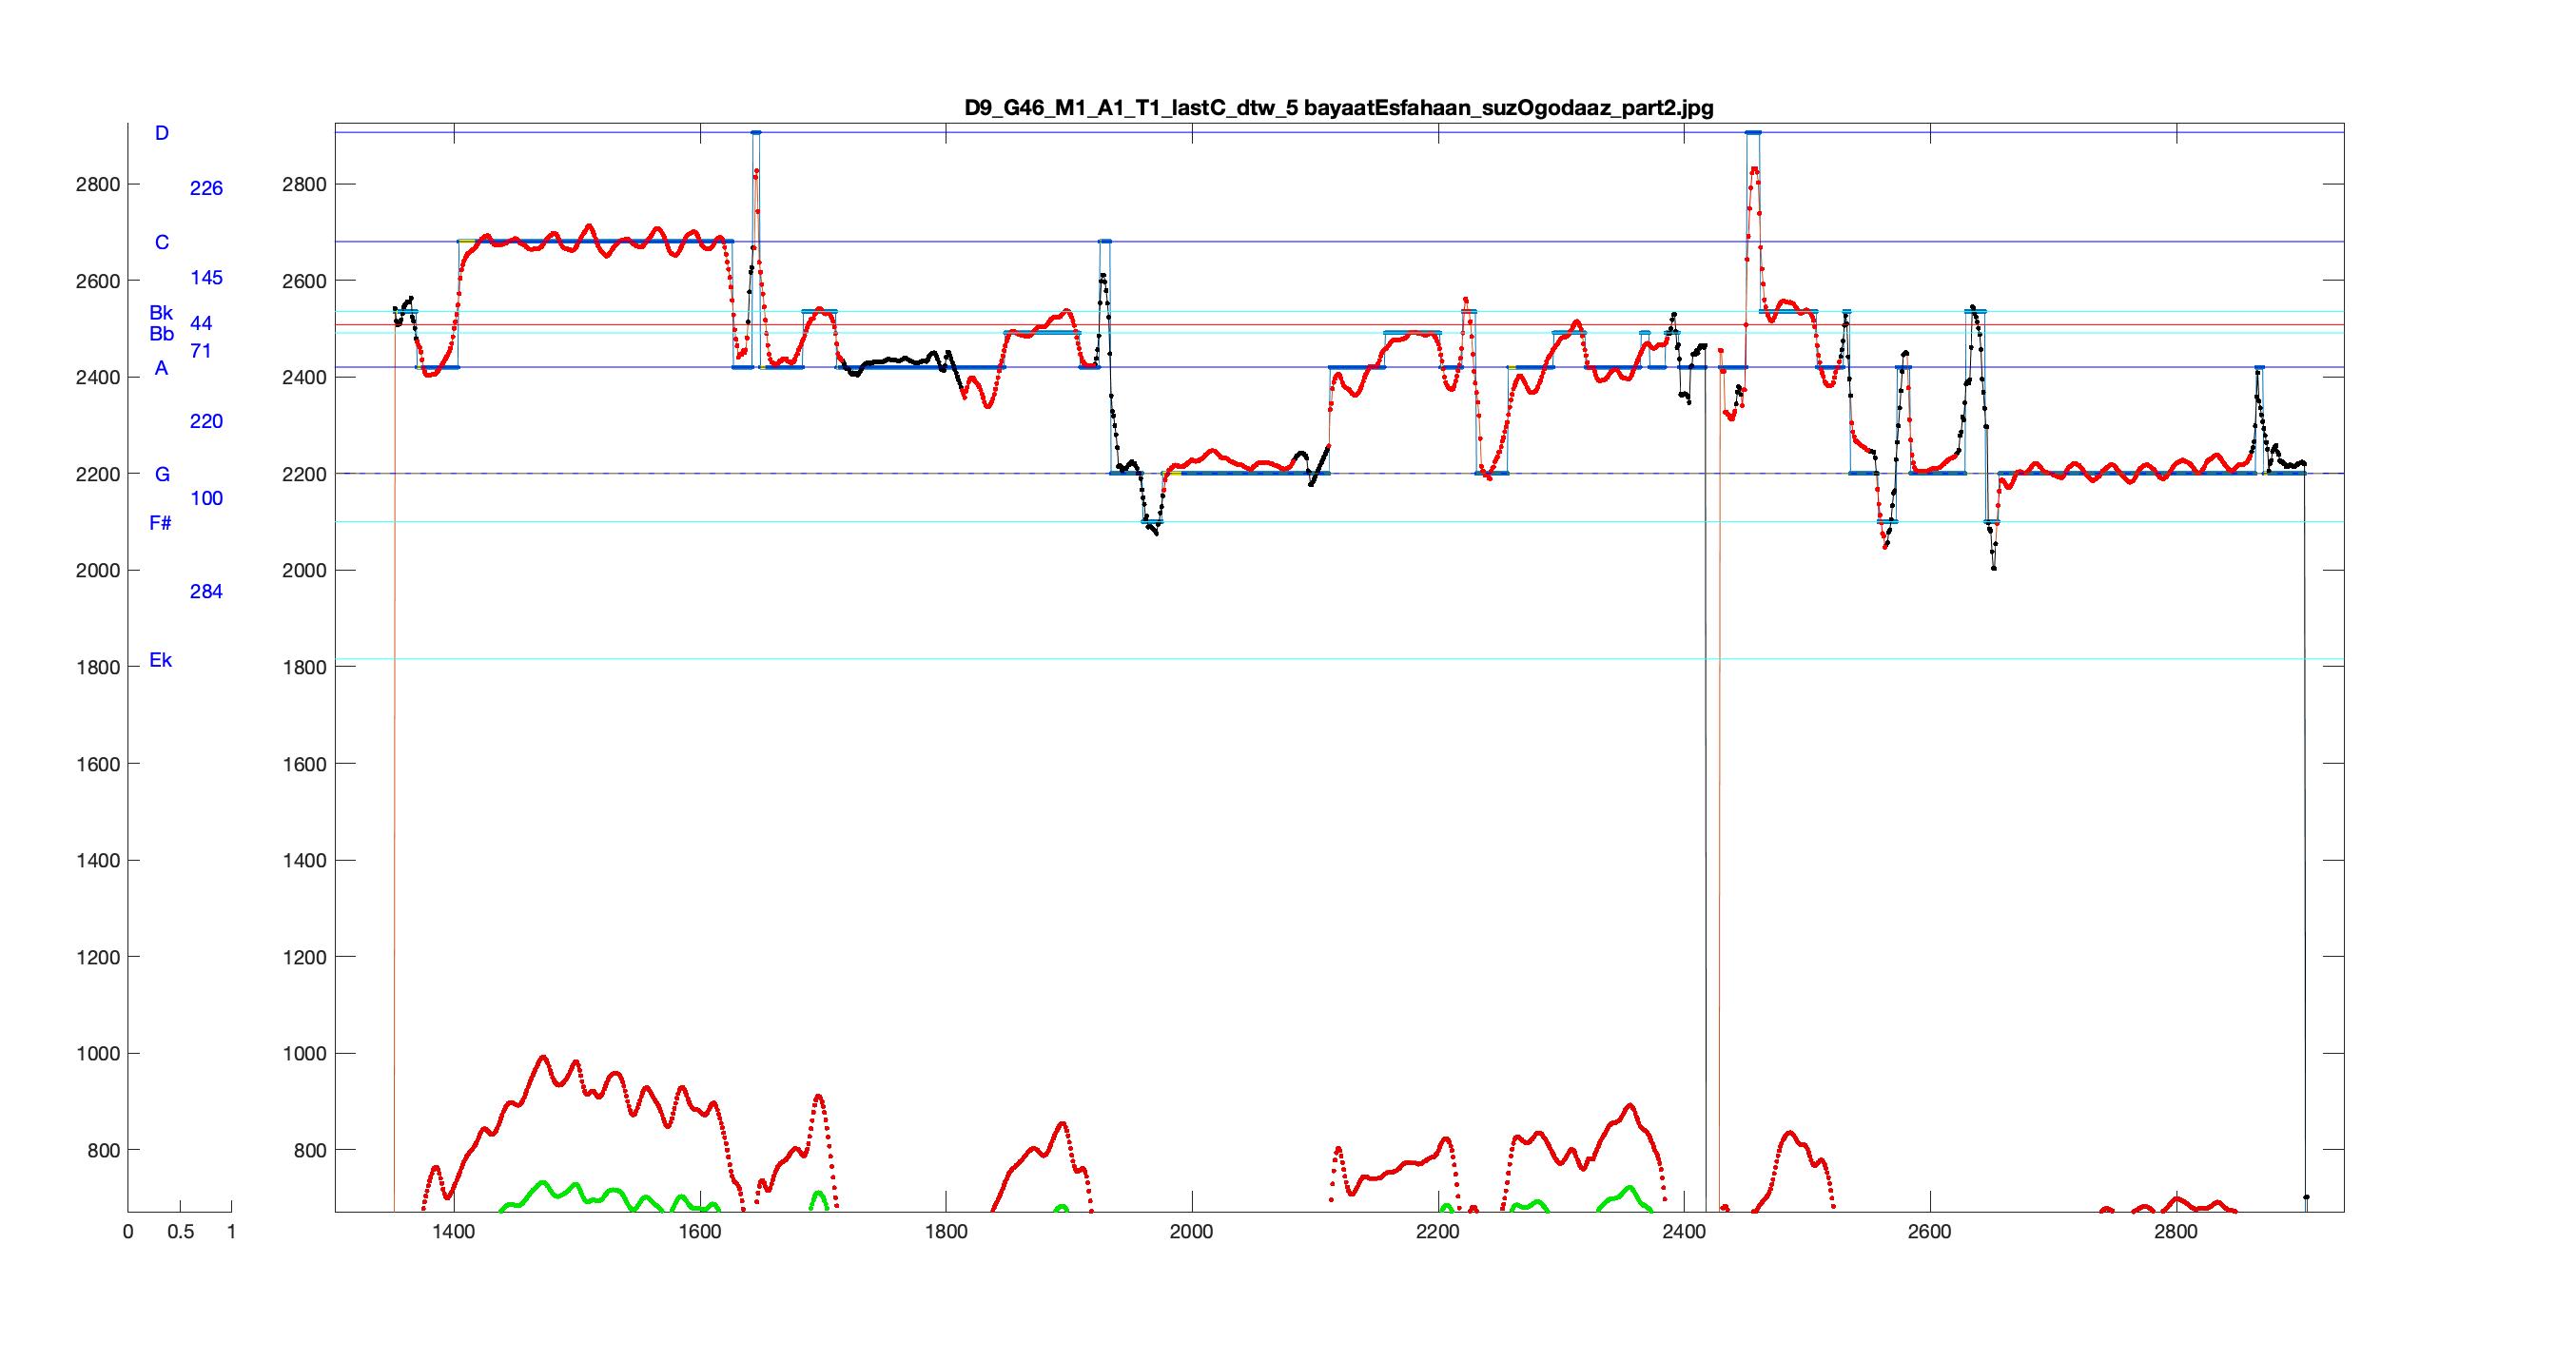 D9_G46_M1_A1_T1_lastC_dtw_5 bayaatEsfahaan_suzOgodaaz_part2.jpg
D
2800 226 2800
C
145
2600 2600
Bk
44
Bb
71
A
2400 2400
220
2200 G 2200
100
F#
2000 2000
284
Ek
1800 1800
1600 1600
1400 1400
1200 1200
1000 1000
800 800
0 0.5 1 1400 1600 1800 2000 2200 2400 2600 2800